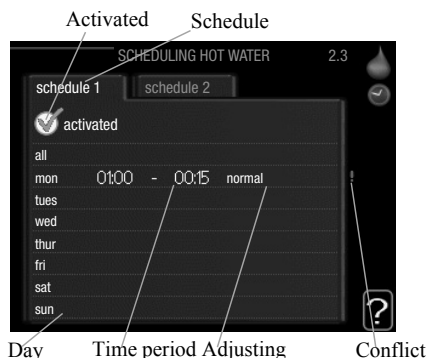 Activated Schedule
SCHEDULING HOT WATER 2.3
schedule 1 schedule 2
activated
all
mon 01:00 - 00:15 normal
tues
wed
thur
fri
sat
sun
!
?
Day Time period Adjusting Conflict